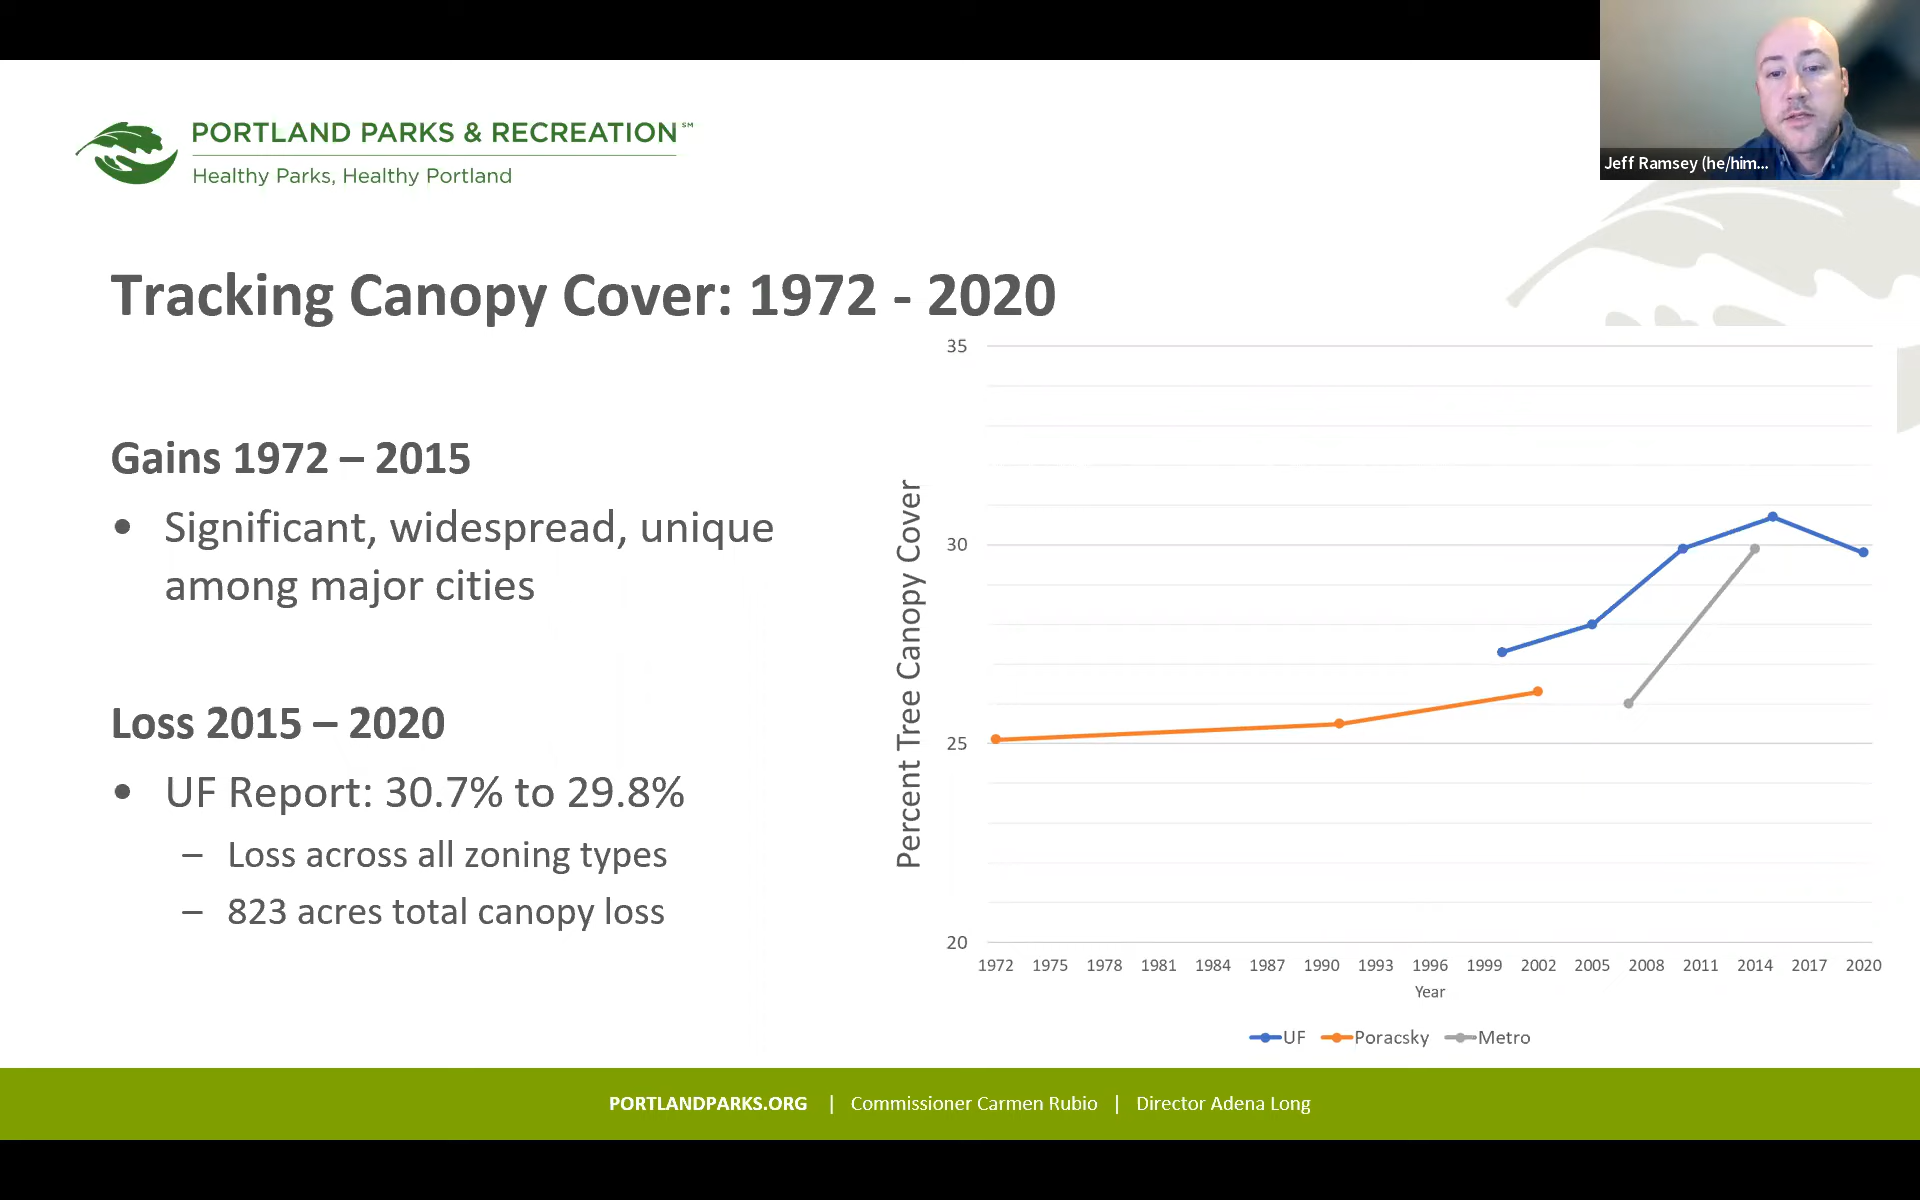 PORTLAND PARKS & RECREATION℠
Healthy Parks, Healthy Portland
Jeff Ramsey (he/him...
Tracking Canopy Cover: 1972 - 2020
Gains 1972 – 2015
• Significant, widespread, unique
among major cities
Loss 2015 – 2020
• UF Report: 30.7% to 29.8%
– Loss across all zoning types
– 823 acres total canopy loss
Percent Tree Canopy Cover
35
30
25
20
1972 1975 1978 1981 1984 1987 1990 1993 1996 1999 2002 2005 2008 2011 2014 2017 2020
Year
UF Poracsky Metro
PORTLANDPARKS.ORG | Commissioner Carmen Rubio | Director Adena Long